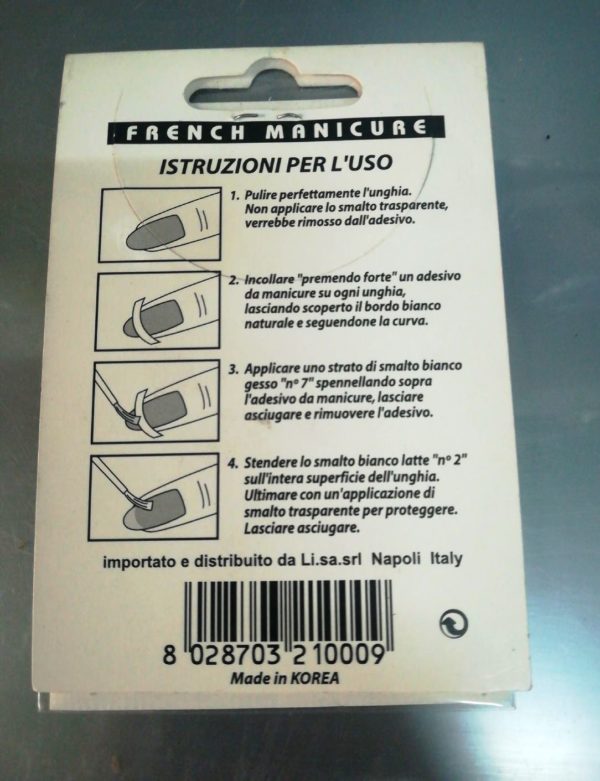 FRENCH MANICURE
ISTRUZIONI PER L'USO
1. Pulire perfettamente l'unghia.
Non applicare lo smalto trasparente,
verrebbe rimosso dall'adesivo.
2. Incollare "premendo forte" un adesivo
da manicure su ogni unghia,
lasciando scoperto il bordo bianco
naturale e seguendone la curva.
3. Applicare uno strato di smalto bianco
gesso "nº 7" spennellando sopra
l'adesivo da manicure, lasciare
asciugare e rimuovere l'adesivo.
4. Stendere lo smalto bianco latte "nº 2"
sull'intera superficie dell'unghia.
Ultimare con un'applicazione di
smalto trasparente per proteggere.
Lasciare asciugare.
importato e distribuito da Li.sa.srl Napoli Italy
8 028703 210009
Made in KOREA